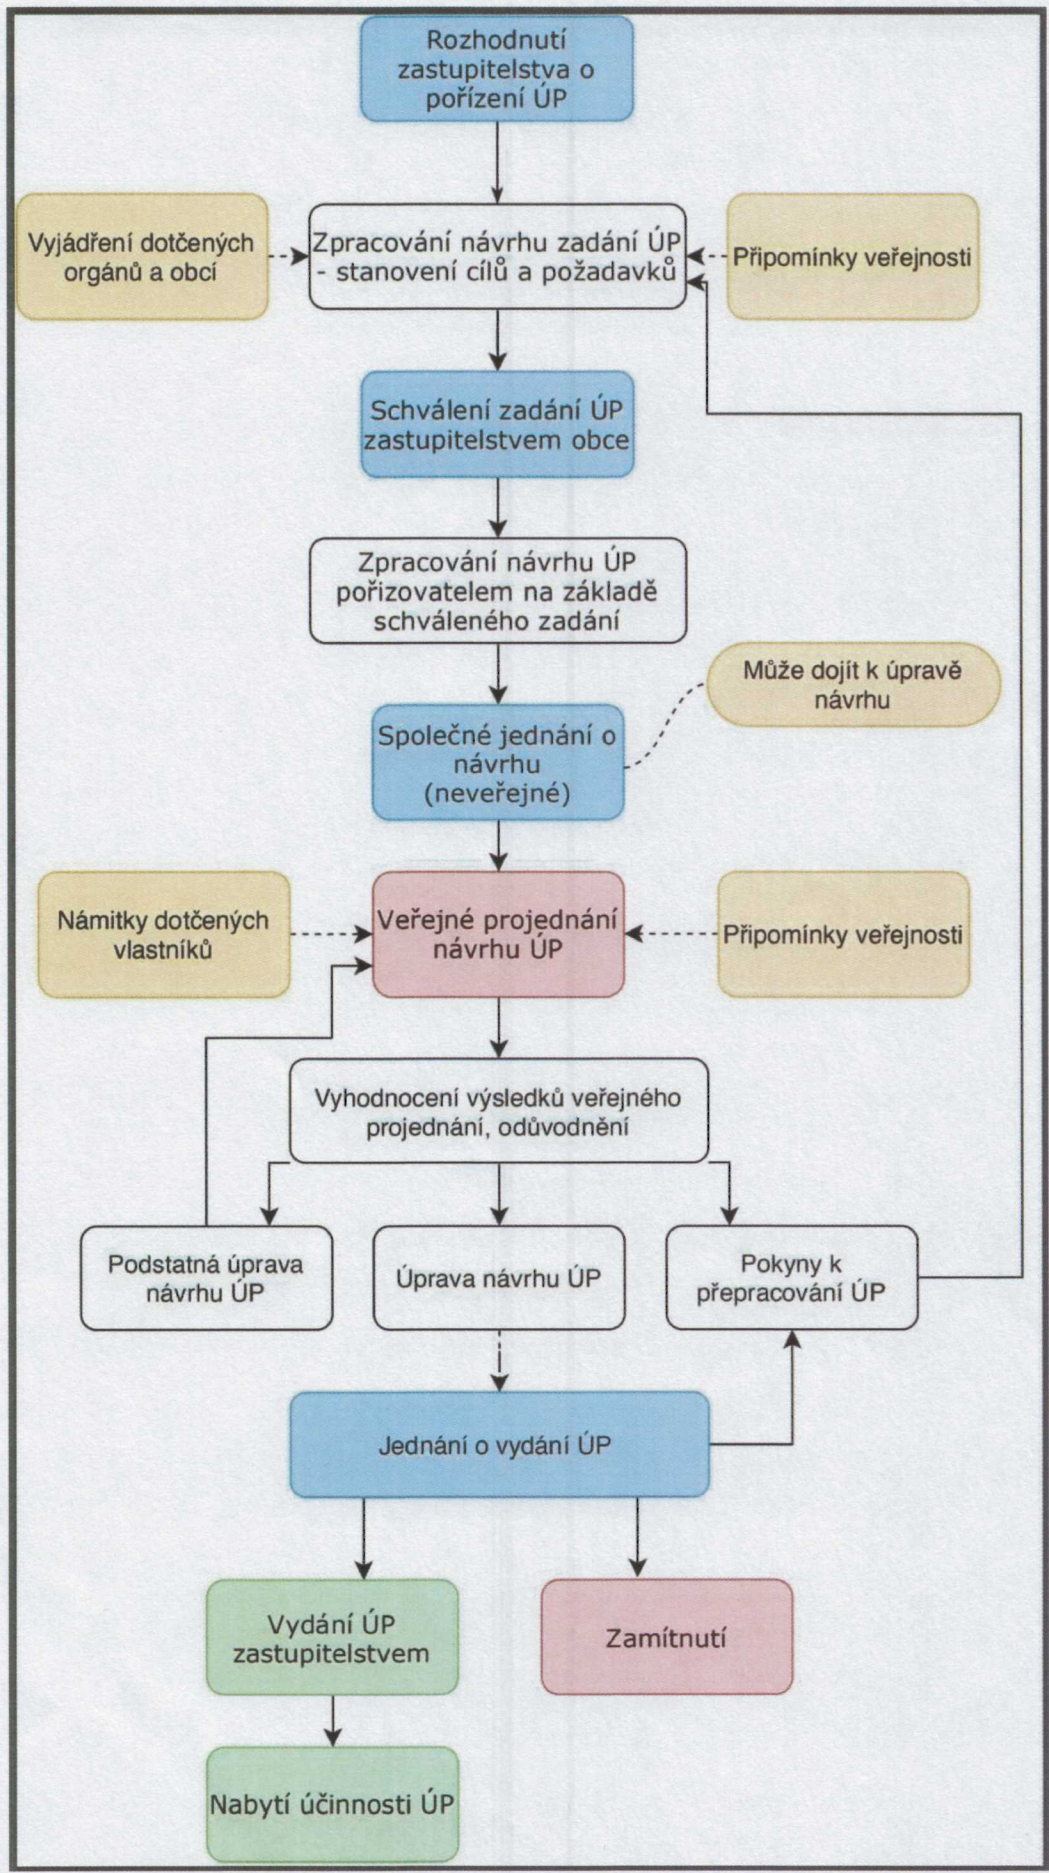 Rozhodnutí
zastupitelstva o
pořízení ÚP
Vyjádření dotčených
orgánů a obcí
Zpracování návrhu zadání ÚP
- stanovení cílů a požadavků
Připomínky veřejnosti
Schválení zadání ÚP
zastupitelstvem obce
Zpracování návrhu ÚP
pořizovatelem na základě
schváleného zadání
Může dojít k úpravě
návrhu
Společné jednání o
návrhu
(neveřejné)
Námitky dotčených
vlastníků
Veřejné projednání
návrhu ÚP
Připomínky veřejnosti
Vyhodnocení výsledků veřejného
projednání, odůvodnění
Podstatná úprava
návrhu ÚP
Úprava návrhu ÚP
Pokyny k
přepracování ÚP
Jednání o vydání ÚP
Vydání ÚP
zastupitelstvem
Zamítnutí
Nabytí účinnosti ÚP